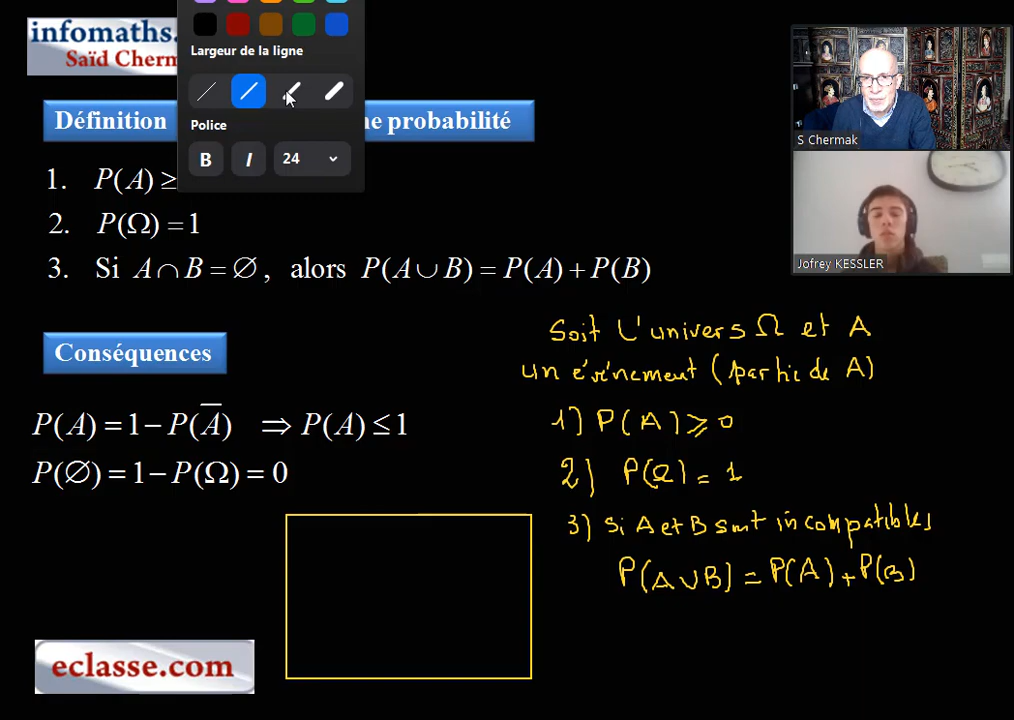 infomaths.
Saïd Cherm
Largeur de la ligne
Police
B I 24
S Chermak
Jofrey KESSLER
Définition
ne probabilité
1. P(A) ≥
2. P(Ω) = 1
3. Si A ∩ B = ∅, alors P(A ∪ B) = P(A) + P(B)
Conséquences
P(A) = 1 − P(A̅) ⇒ P(A) ≤ 1
P(∅) = 1 − P(Ω) = 0
Soit L'univers Ω et A
un événement (partie de A)
1) P(A) ⩾ 0
2) P(Ω) = 1
3) Si A et B sont incompatibles
P(A∪B) = P(A) + P(B)
eclasse.com